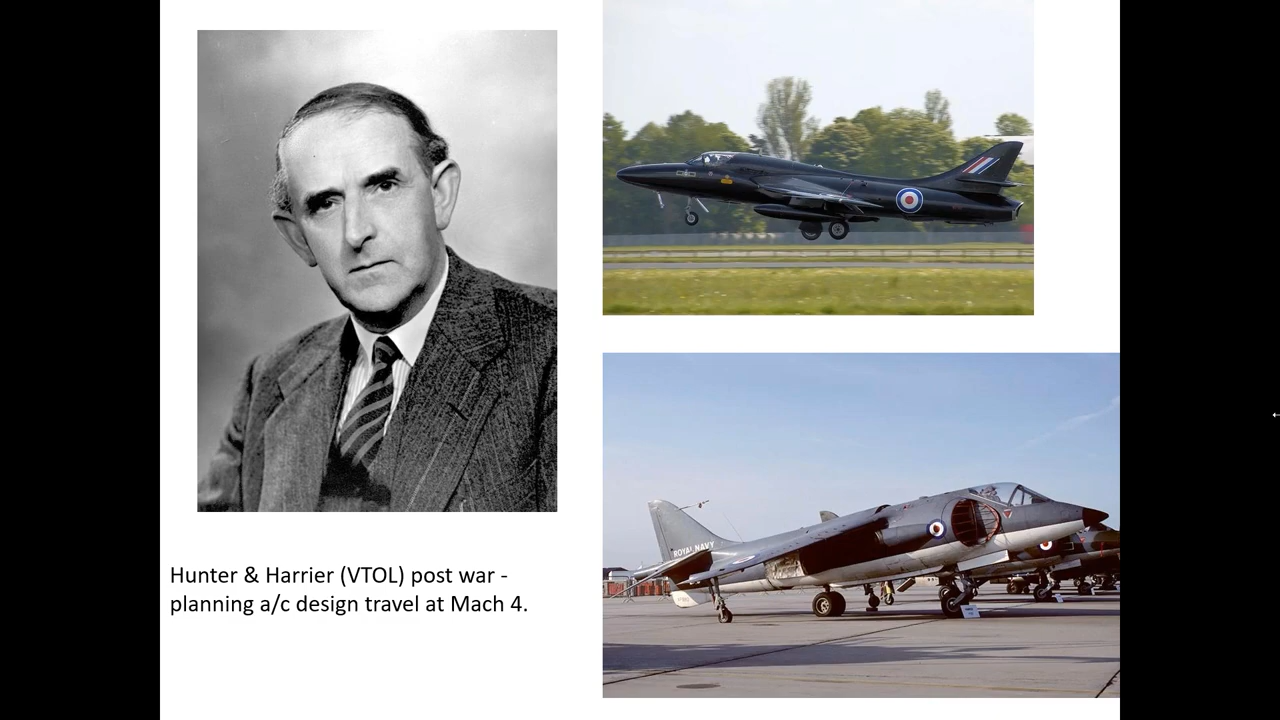 Hunter & Harrier (VTOL) post war -
planning a/c design travel at Mach 4.
ROYAL NAVY